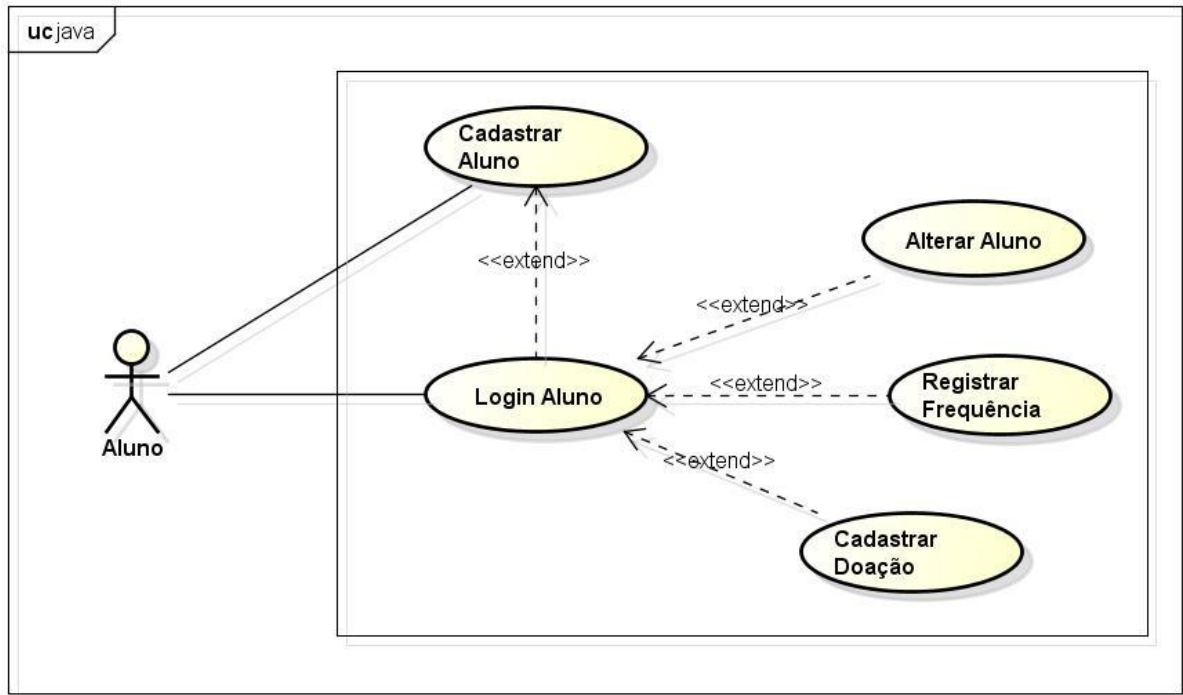 uc java
Cadastrar
Aluno
<<extend>>
Alterar Aluno
<<extend>>
Login Aluno
<<extend>>
Registrar
Frequência
Aluno
<<extend>>
Cadastrar
Doação